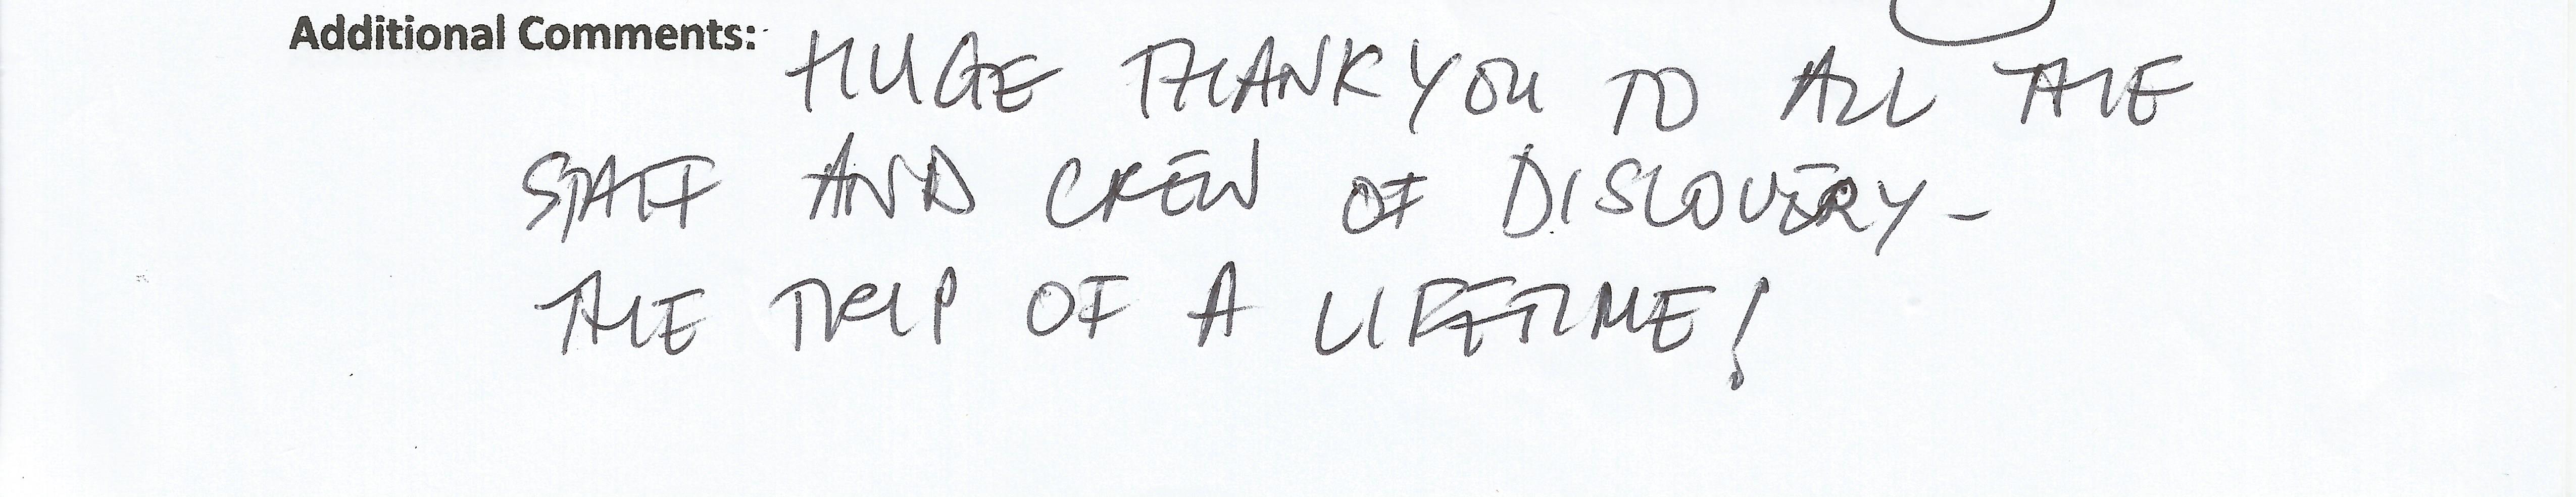 Additional Comments: HUGE THANK YOU TO ALL THE
STAFF AND CREW OF DISCOVERY -
THE TRIP OF A LIFETIME!